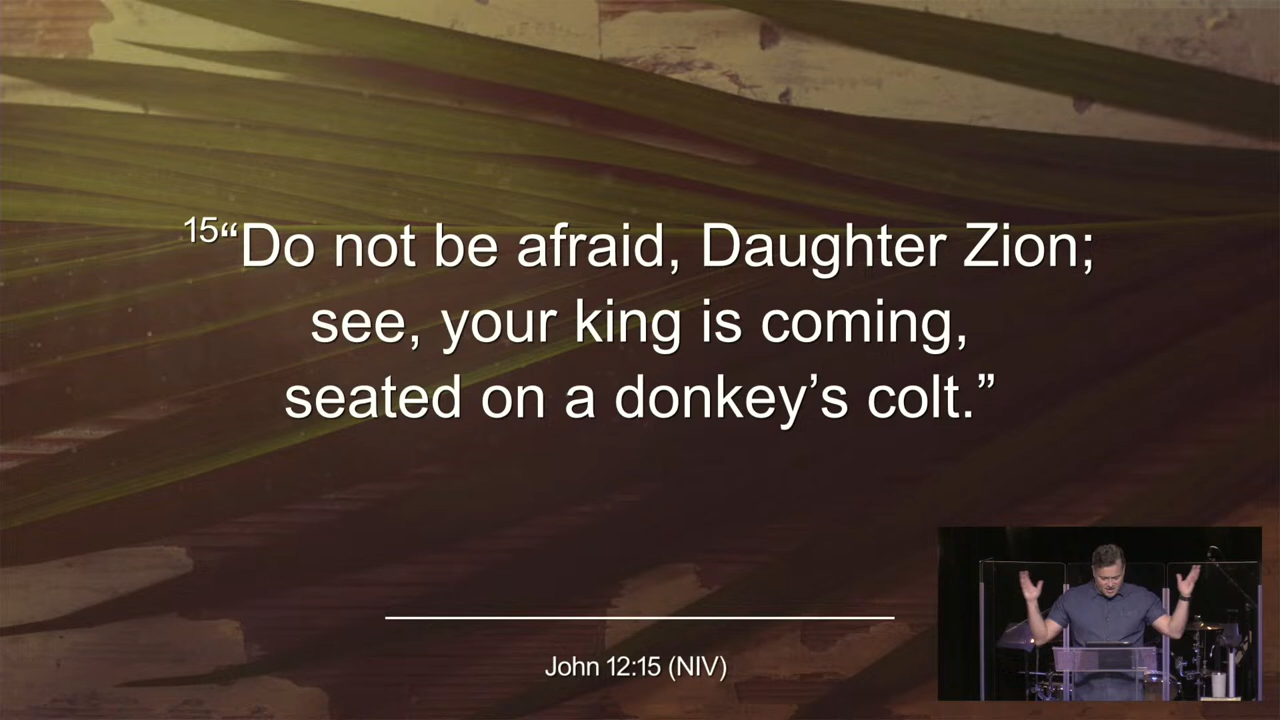 15“Do not be afraid, Daughter Zion;
see, your king is coming,
seated on a donkey’s colt.”
John 12:15 (NIV)